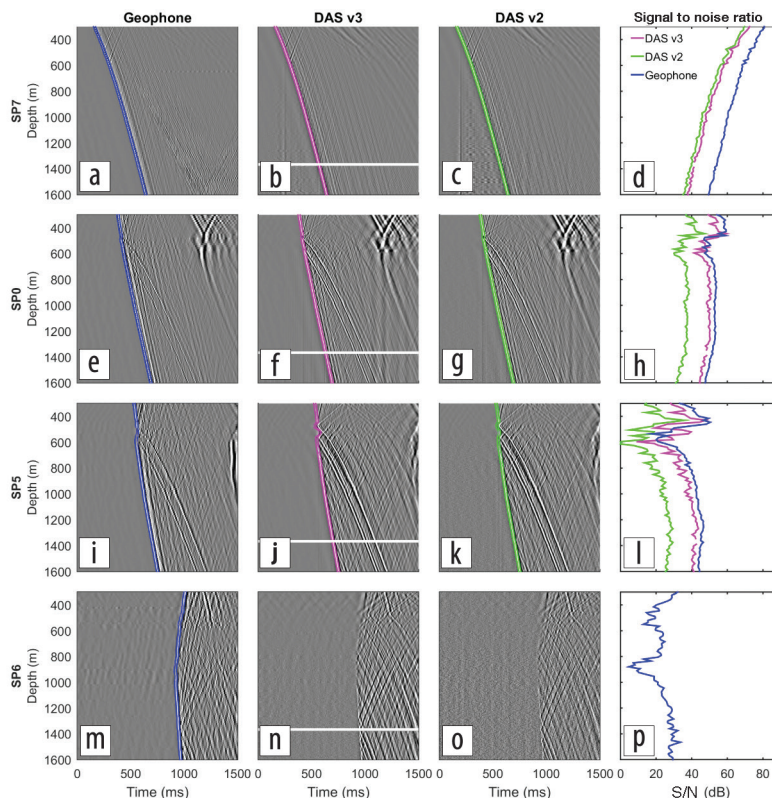 Geophone DAS v3 DAS v2 Signal to noise ratio
SP7
Depth (m)
400
600
800
1000
1200
1400
1600
a
b
c
d
DAS v3
DAS v2
Geophone
SP0
Depth (m)
400
600
800
1000
1200
1400
1600
e
f
g
h
SP5
Depth (m)
400
600
800
1000
1200
1400
1600
i
j
k
l
SP6
Depth (m)
400
600
800
1000
1200
1400
1600
m
n
o
p
0 500 1000 1500 0 500 1000 1500 0 500 1000 1500 0 20 40 60 80
Time (ms) Time (ms) Time (ms) S/N (dB)